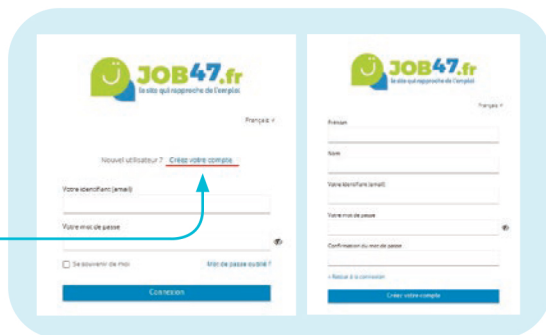 JOB47.fr
le site qui rapproche de l'emploi
Français
Nouvel utilisateur ? Créez votre compte
Votre identifiant (email)
Votre mot de passe
Se souvenir de moi
Mot de passe oublié ?
Connexion
JOB47.fr
le site qui rapproche de l'emploi
Français
Prénom
Nom
Votre identifiant (email)
Votre mot de passe
Confirmation du mot de passe
« Retour à la connexion
Créez votre compte